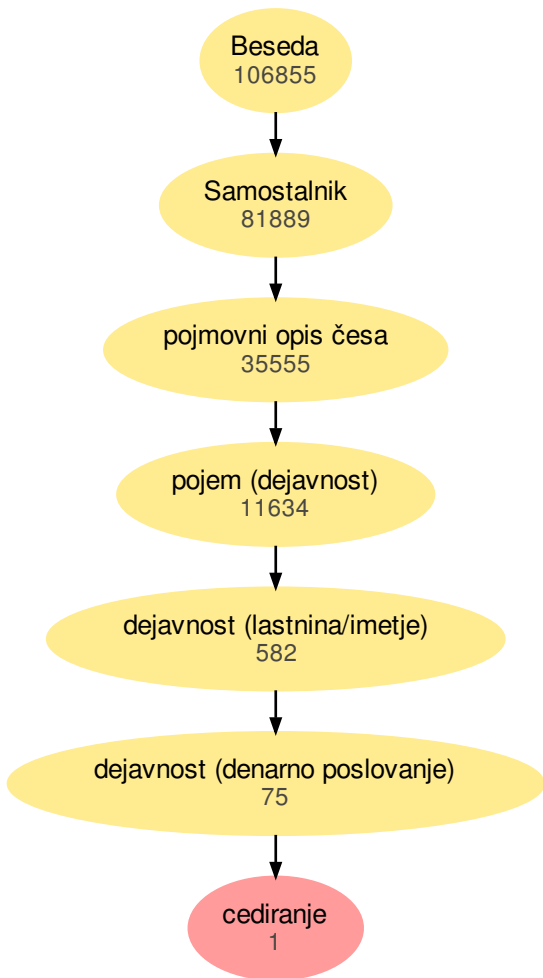 Beseda
106855
Samostalnik
81889
pojmovni opis česa
35555
pojem (dejavnost)
11634
dejavnost (lastnina/imetje)
582
dejavnost (denarno poslovanje)
75
cediranje
1